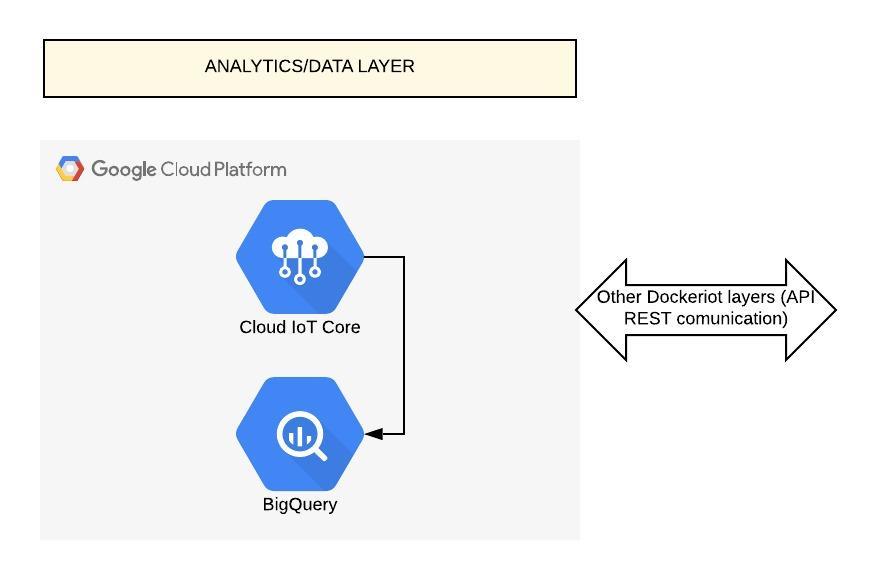 ANALYTICS/DATA LAYER
Google Cloud Platform
Cloud IoT Core
Other Dockeriot layers (API
REST comunication)
BigQuery